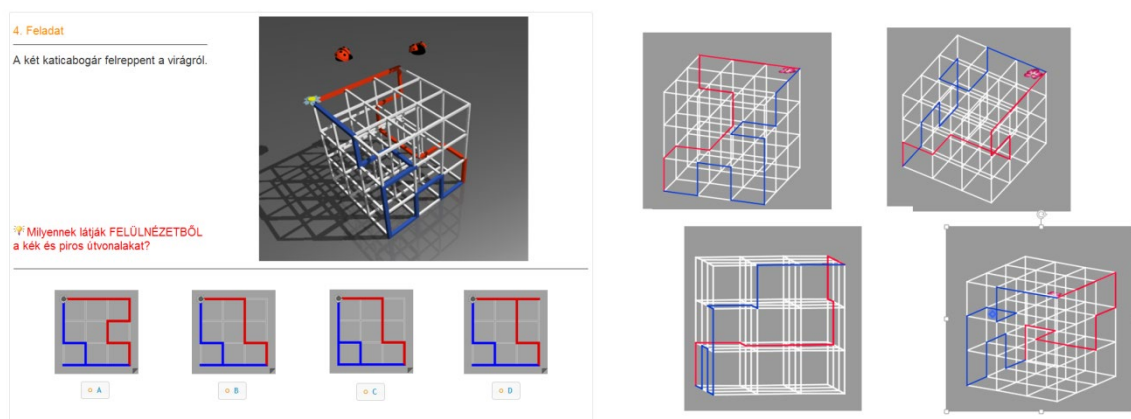 4. Feladat
A két katicabogár felreppent a virágról.
Milyennek látják FELÜLNÉZETBŐL
a kék és piros útvonalakat?
A
B
C
D